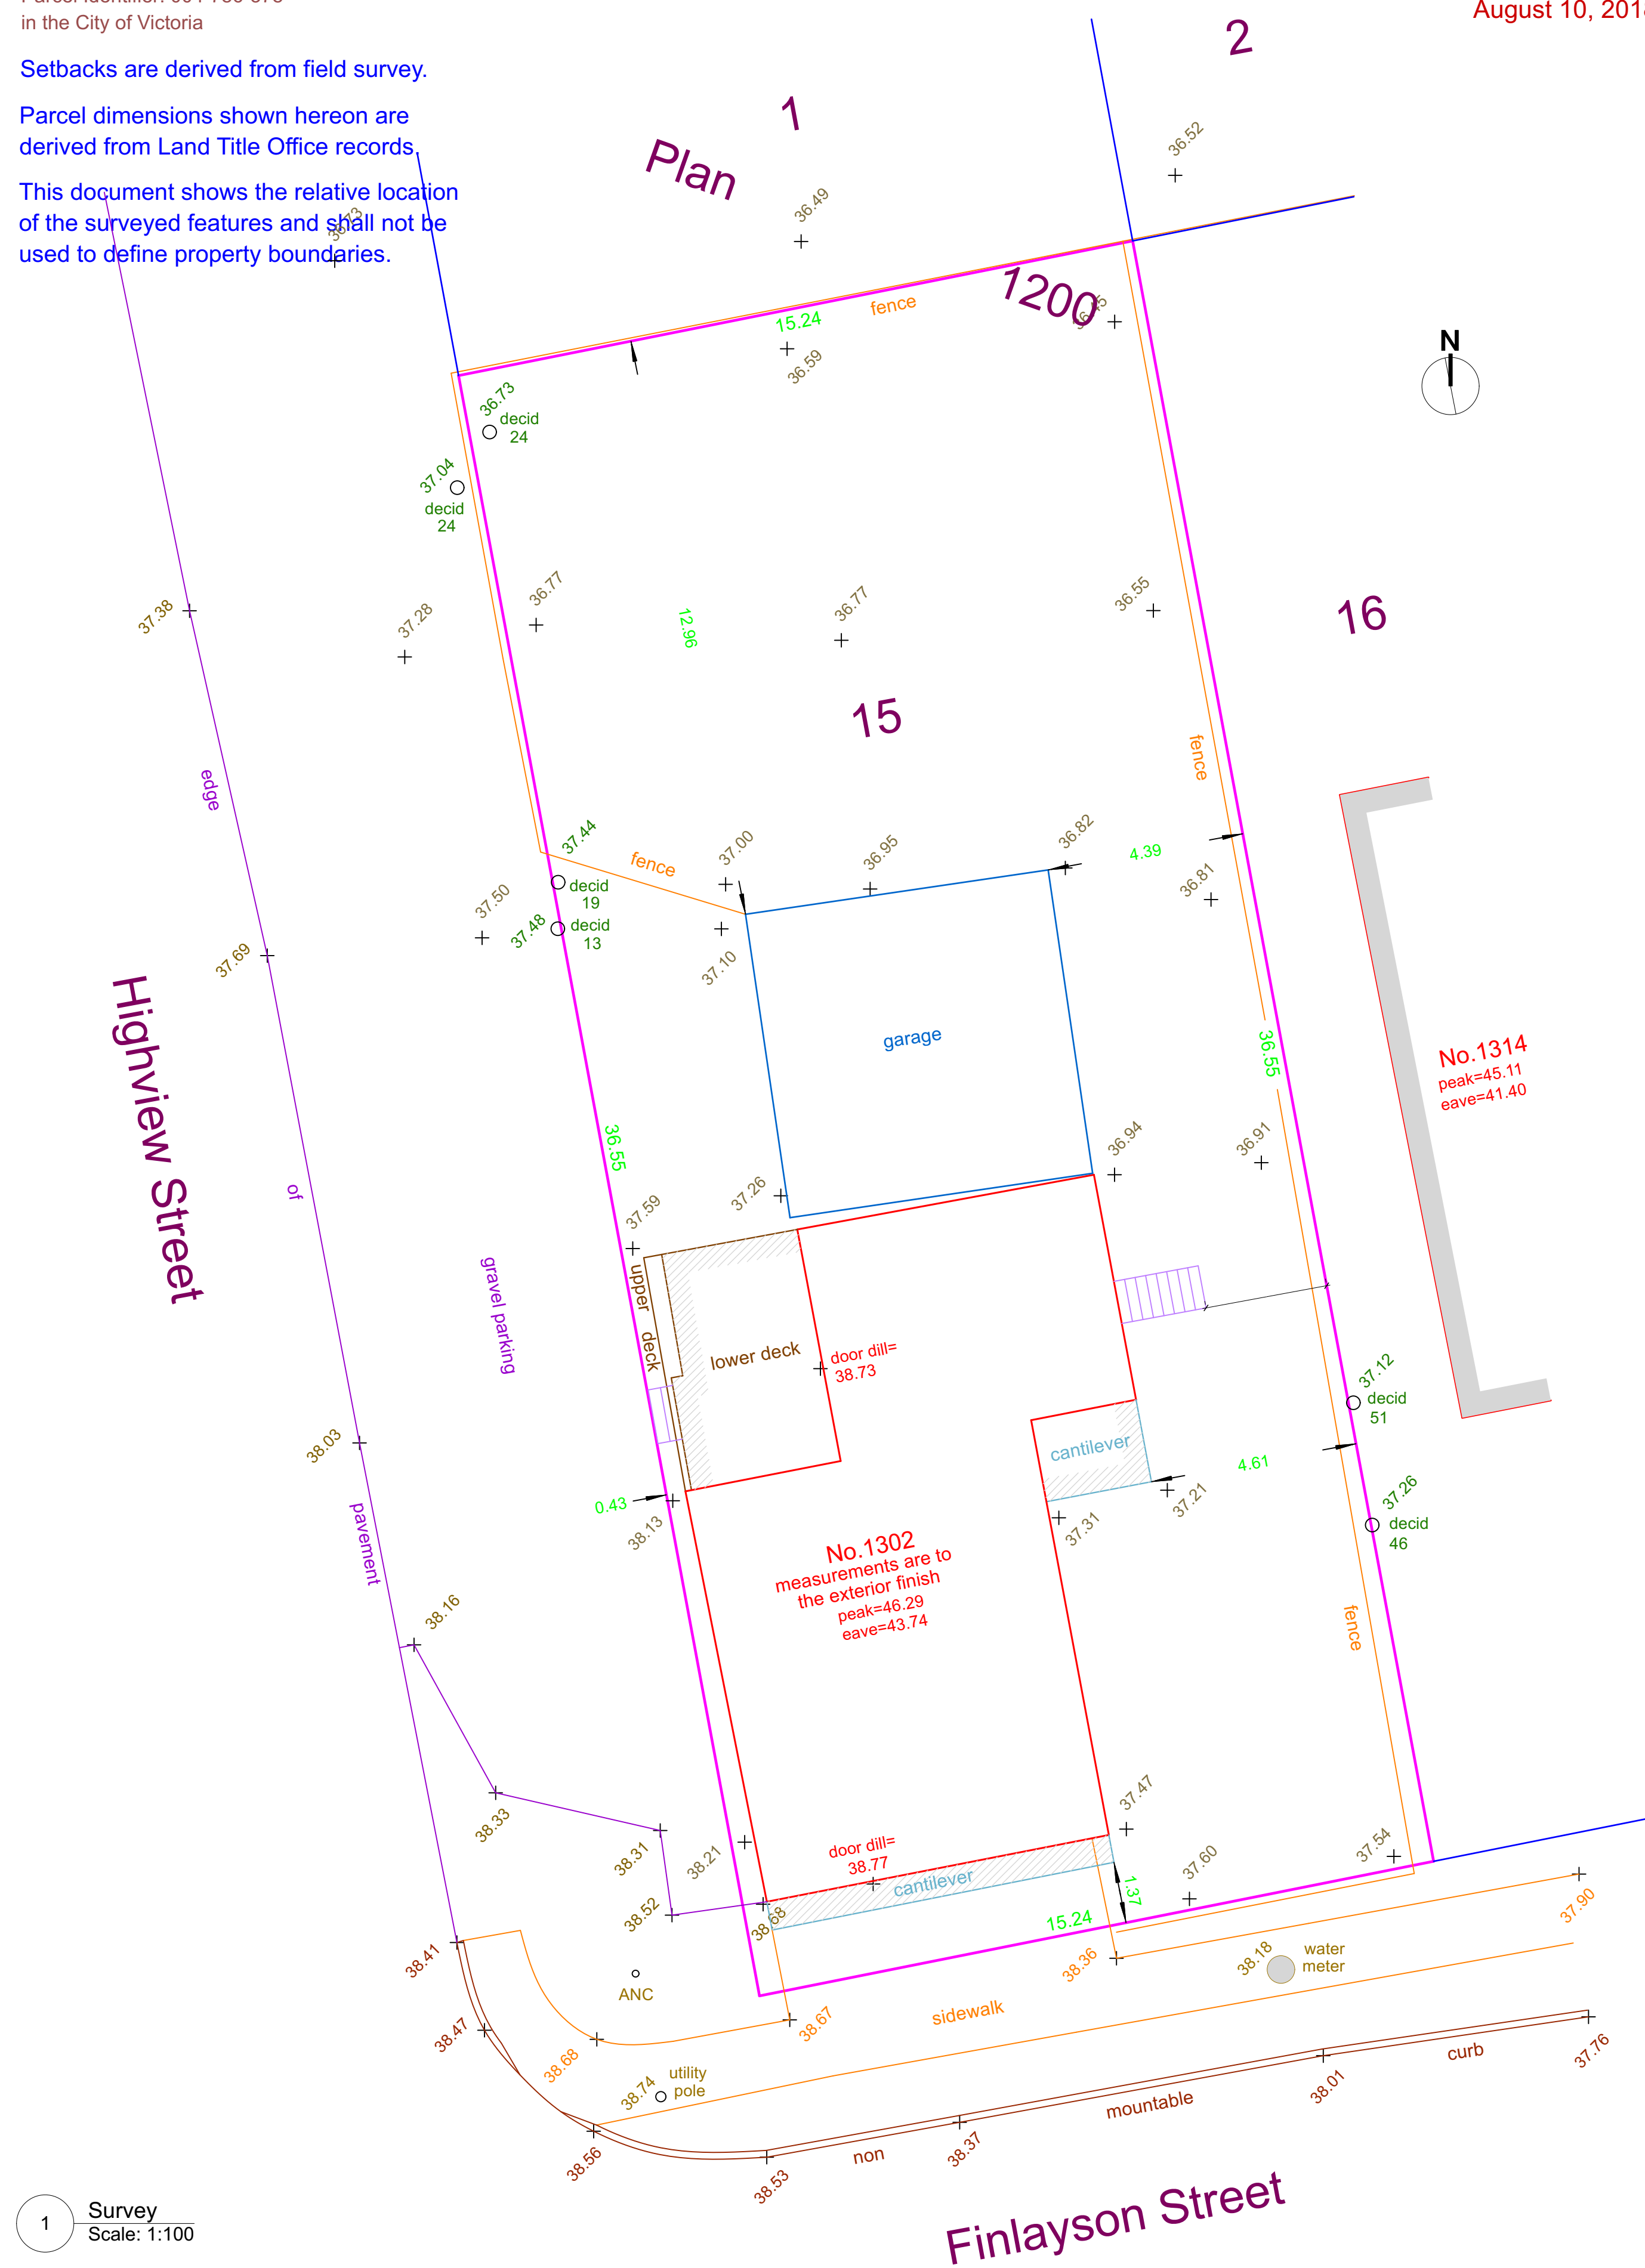 in the City of Victoria
August 10, 201
Setbacks are derived from field survey.
Parcel dimensions shown hereon are
derived from Land Title Office records.
This document shows the relative location
of the surveyed features and shall not be
used to define property boundaries.
2
1
Plan
1200
36.52
36.49
36.73
15.24
fence
36.59
N
36.73
decid
24
37.04
decid
24
37.38
37.28
36.77
12.96
36.77
36.55
16
15
edge
fence
37.44
fence
37.00
36.95
36.82
4.39
36.81
37.50
decid
19
37.48
decid
13
37.69
37.10
Highview Street
garage
36.55
No.1314
peak=45.11
eave=41.40
36.55
36.94
36.91
of
37.59
37.26
gravel parking
upper deck
lower deck
door dill=
38.73
37.12
decid
51
38.03
cantilever
4.61
37.26
decid
46
0.43
38.13
37.31
37.21
pavement
No.1302
measurements are to
the exterior finish
peak=46.29
eave=43.74
38.16
fence
38.33
38.31
38.21
door dill=
38.77
cantilever
37.47
37.60
37.54
1.37
38.52
38.68
15.24
38.41
ANC
38.36
38.18
water
meter
37.90
38.47
38.68
38.67
sidewalk
38.74
utility
pole
38.56
38.53
non
38.37
mountable
38.01
curb
37.76
Finlayson Street
1
Survey
Scale: 1:100